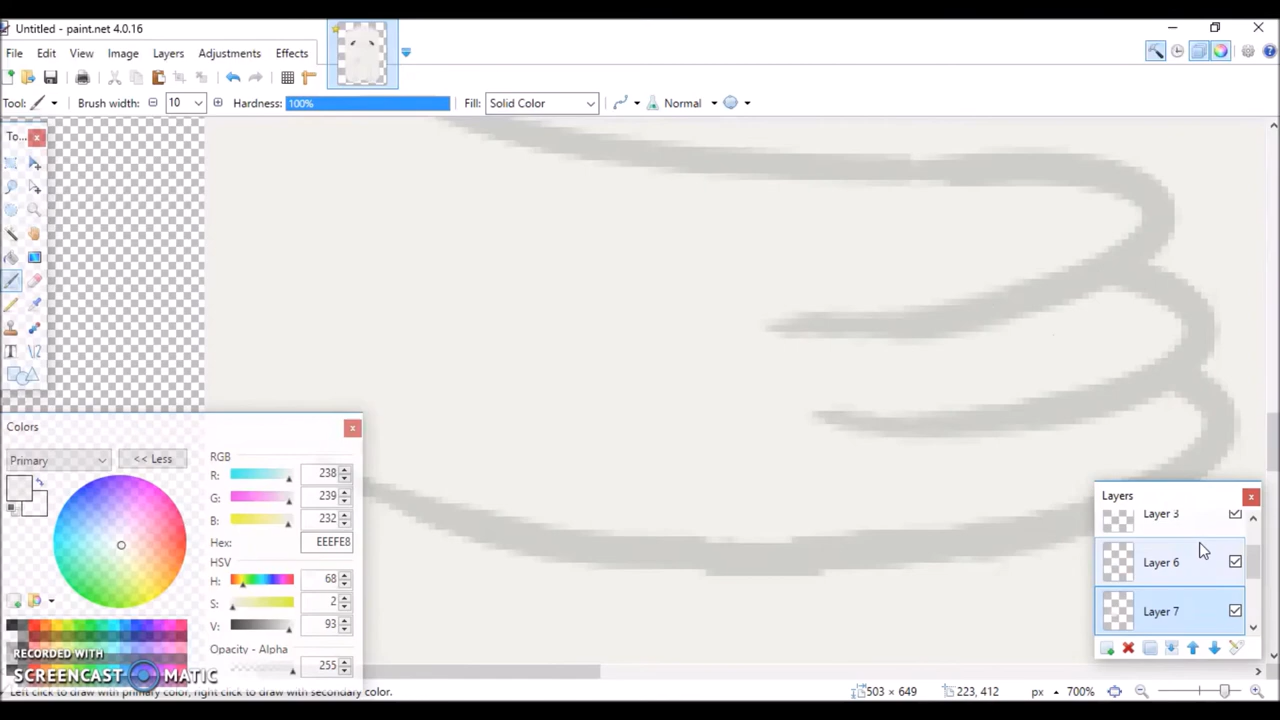 Untitled - paint.net 4.0.16
File Edit View Image Layers Adjustments Effects
Tool: Brush width: 10 Hardness: 100% Fill: Solid Color Normal
To...
Colors
Primary << Less
RGB
R: 238
G: 239
B: 232
Hex: EEEFE8
HSV
H: 68
S: 2
V: 93
Opacity - Alpha
255
Layers
Layer 3
Layer 6
Layer 7
RECORDED WITH
SCREENCAST MATIC
Left click to draw with primary color, right click to draw with secondary color. 503 × 649 223, 412 px 700%